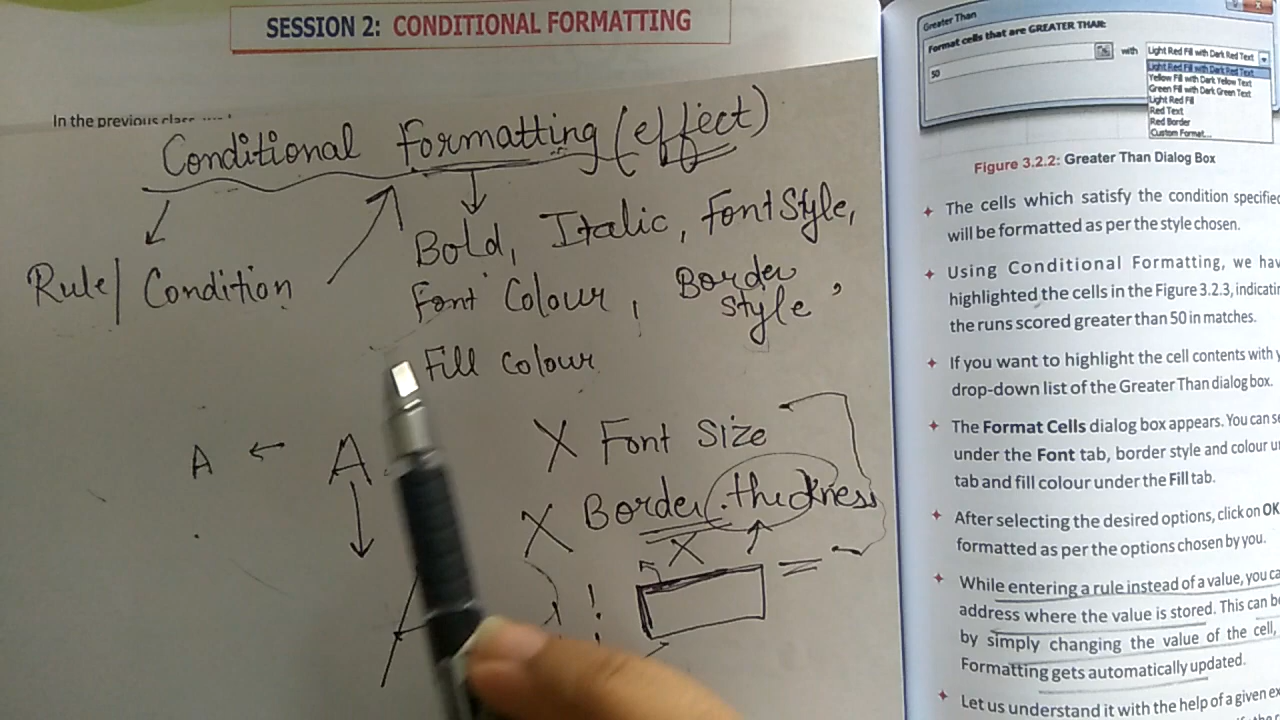 SESSION 2: CONDITIONAL FORMATTING
In the previous class
Conditional Formatting (effect)
Rule/ Condition
Bold, Italic, Font Style,
Font Colour, Border style,
Fill Colour
A ← A
X Font Size
X Border thickness
X
A
Greater Than
Format cells that are GREATER THAN:
50 with Light Red Fill with Dark Red Text
Light Red Fill with Dark Red Text
Yellow Fill with Dark Yellow Text
Green Fill with Dark Green Text
Light Red Fill
Red Text
Red Border
Custom Format...
Figure 3.2.2: Greater Than Dialog Box
The cells which satisfy the condition specified
will be formatted as per the style chosen.
Using Conditional Formatting, we hav
highlighted the cells in the Figure 3.2.3, indicatin
the runs scored greater than 50 in matches.
If you want to highlight the cell contents with y
drop-down list of the Greater Than dialog box.
The Format Cells dialog box appears. You can se
under the Font tab, border style and colour un
tab and fill colour under the Fill tab.
After selecting the desired options, click on OK
formatted as per the options chosen by you.
While entering a rule instead of a value, you ca
address where the value is stored. This can be
by simply changing the value of the cell,
Formatting gets automatically updated.
Let us understand it with the help of a given ex